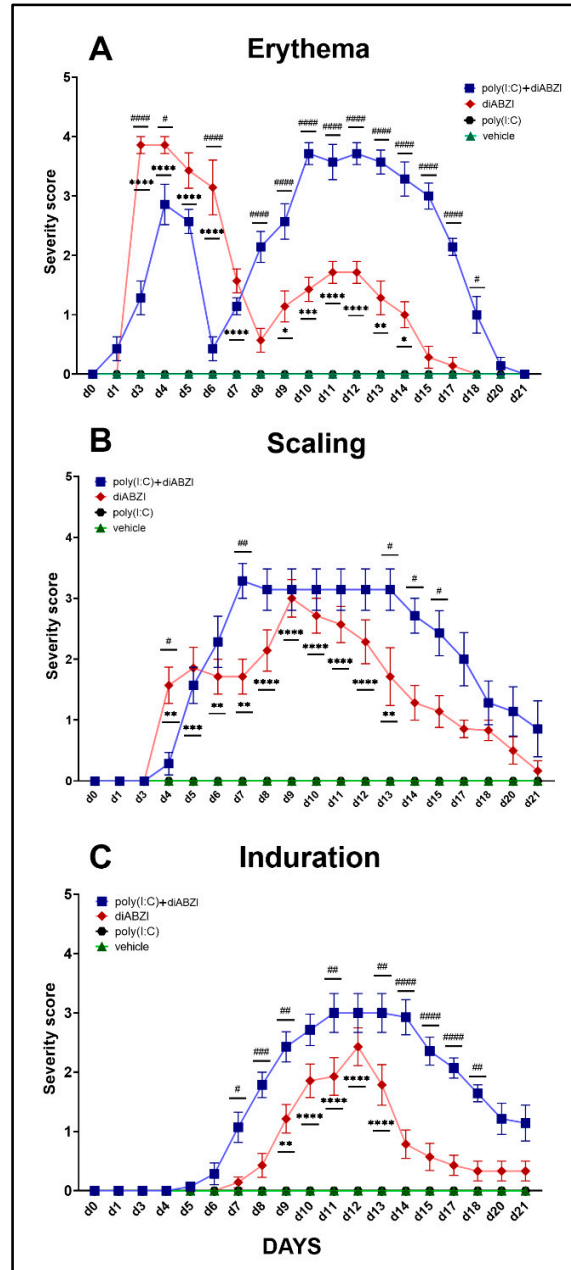 A
Erythema
poly(I:C)+diABZI
diABZI
poly(I:C)
vehicle
#### # #### #### #### #### #### #### #### #### #### #### #
**** **** **** **** **** * *** **** **** ** *
Severity score
5
4
3
2
1
0
d0 d1 d3 d4 d5 d6 d7 d8 d9 d10 d11 d12 d13 d14 d15 d17 d18 d20 d21
B
Scaling
poly(I:C)+diABZI
diABZI
poly(I:C)
vehicle
# ## # # #
** *** ** ** **** **** **** **** **** **
Severity score
5
4
3
2
1
0
d0 d1 d3 d4 d5 d6 d7 d8 d9 d10 d11 d12 d13 d14 d15 d17 d18 d20 d21
C
Induration
poly(I:C)+diABZI
diABZI
poly(I:C)
vehicle
# ### ## ## ## #### #### #### ##
** **** **** **** ****
Severity score
5
4
3
2
1
0
d0 d1 d3 d4 d5 d6 d7 d8 d9 d10 d11 d12 d13 d14 d15 d17 d18 d20 d21
DAYS